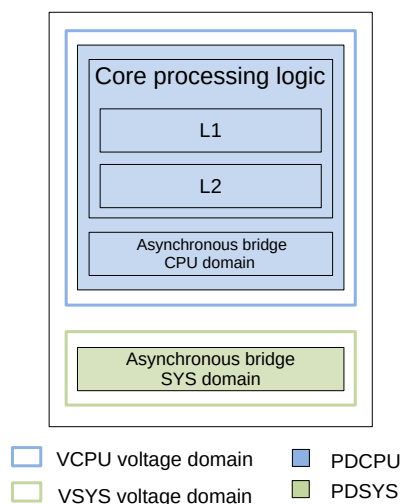 Core processing logic
L1
L2
Asynchronous bridge
CPU domain
Asynchronous bridge
SYS domain
VCPU voltage domain
PDCPU
VSYS voltage domain
PDSYS